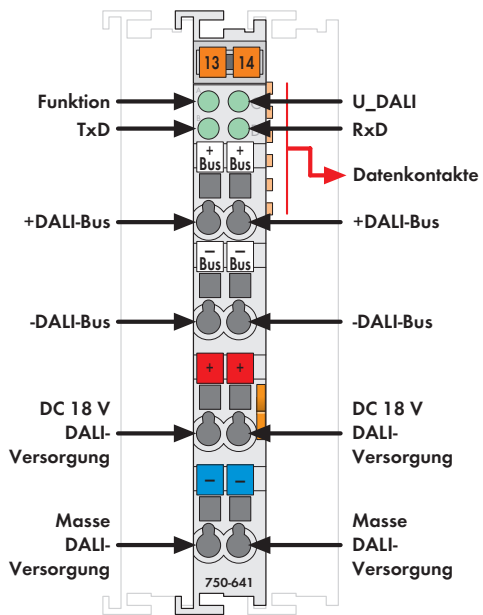 13 14
A C
Funktion U_DALI
B D
TxD RxD
+ +
Bus Bus
Datenkontakte
+DALI-Bus +DALI-Bus
– –
Bus Bus
-DALI-Bus -DALI-Bus
+ +
DC 18 V
DALI-
Versorgung
DC 18 V
DALI-
Versorgung
– –
Masse
DALI-
Versorgung
Masse
DALI-
Versorgung
750-641